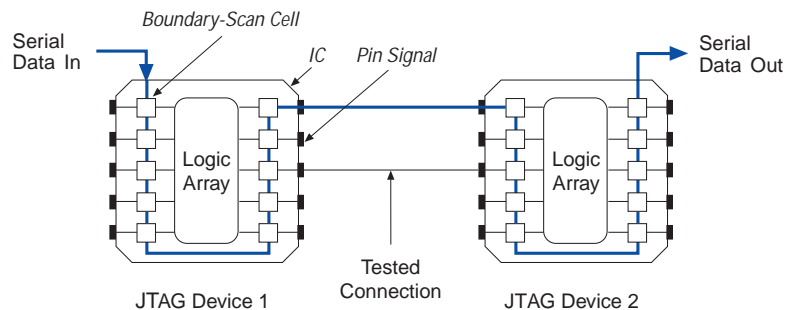 Boundary-Scan Cell
Serial
Data In
IC
Pin Signal
Serial
Data Out
Logic
Array
Logic
Array
Tested
Connection
JTAG Device 1
JTAG Device 2